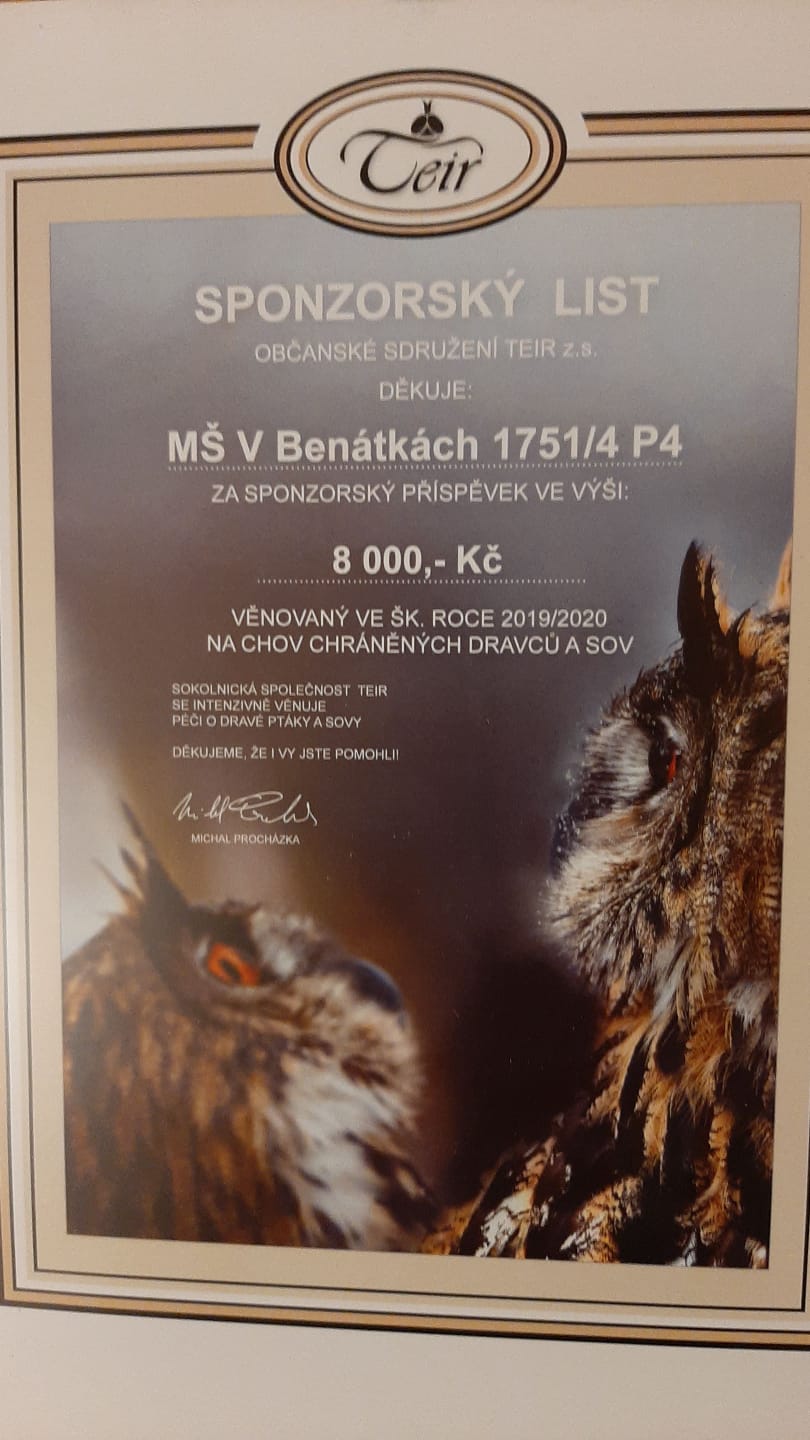 Teir
SPONZORSKÝ LIST
OBČANSKÉ SDRUŽENÍ TEIR z.s.
DĚKUJE:
MŠ V Benátkách 1751/4 P4
ZA SPONZORSKÝ PŘÍSPĚVEK VE VÝŠI:
8 000,- Kč
VĚNOVANÝ VE ŠK. ROCE 2019/2020
NA CHOV CHRÁNĚNÝCH DRAVCŮ A SOV
SOKOLNICKÁ SPOLEČNOST TEIR
SE INTENZIVNĚ VĚNUJE
PÉČI O DRAVÉ PTÁKY A SOVY
DĚKUJEME, ŽE I VY JSTE POMOHLI!
MICHAL PROCHÁZKA